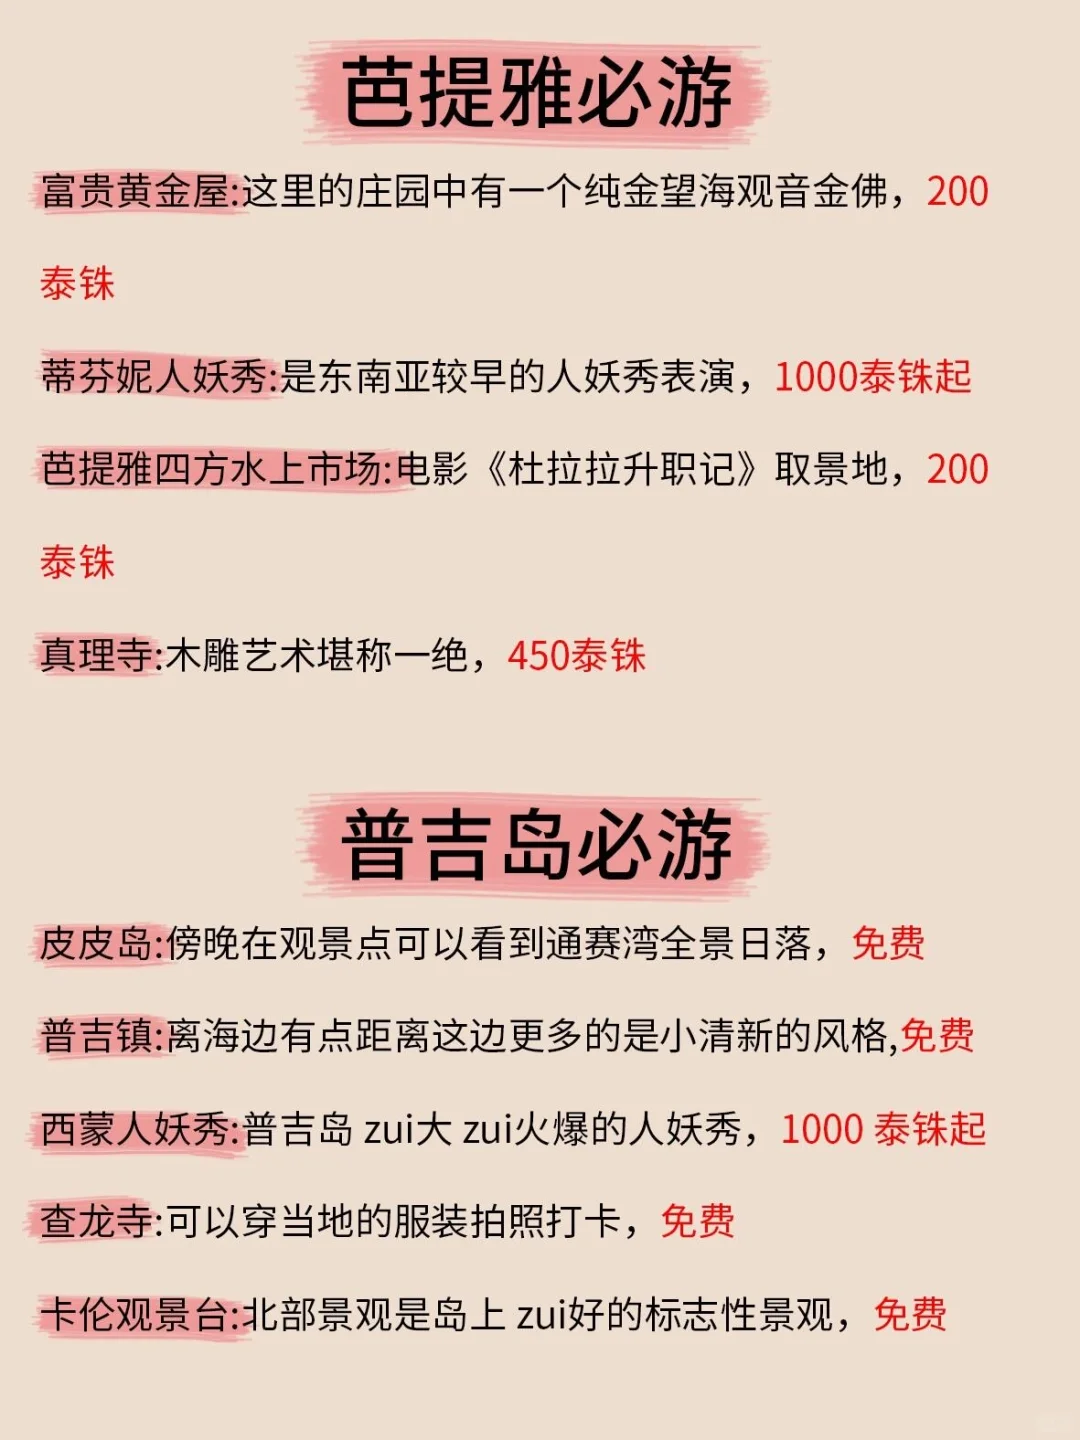 芭提雅必游
富贵黄金屋:这里的庄园中有一个纯金望海观音金佛，200
泰铢
蒂芬妮人妖秀:是东南亚较早的人妖秀表演，1000泰铢起
芭提雅四方水上市场:电影《杜拉拉升职记》取景地，200
泰铢
真理寺:木雕艺术堪称一绝，450泰铢
普吉岛必游
皮皮岛:傍晚在观景点可以看到通赛湾全景日落，免费
普吉镇:离海边有点距离这边更多的是小清新的风格,免费
西蒙人妖秀:普吉岛 zui大 zui火爆的人妖秀，1000 泰铢起
查龙寺:可以穿当地的服装拍照打卡，免费
卡伦观景台:北部景观是岛上 zui好的标志性景观，免费